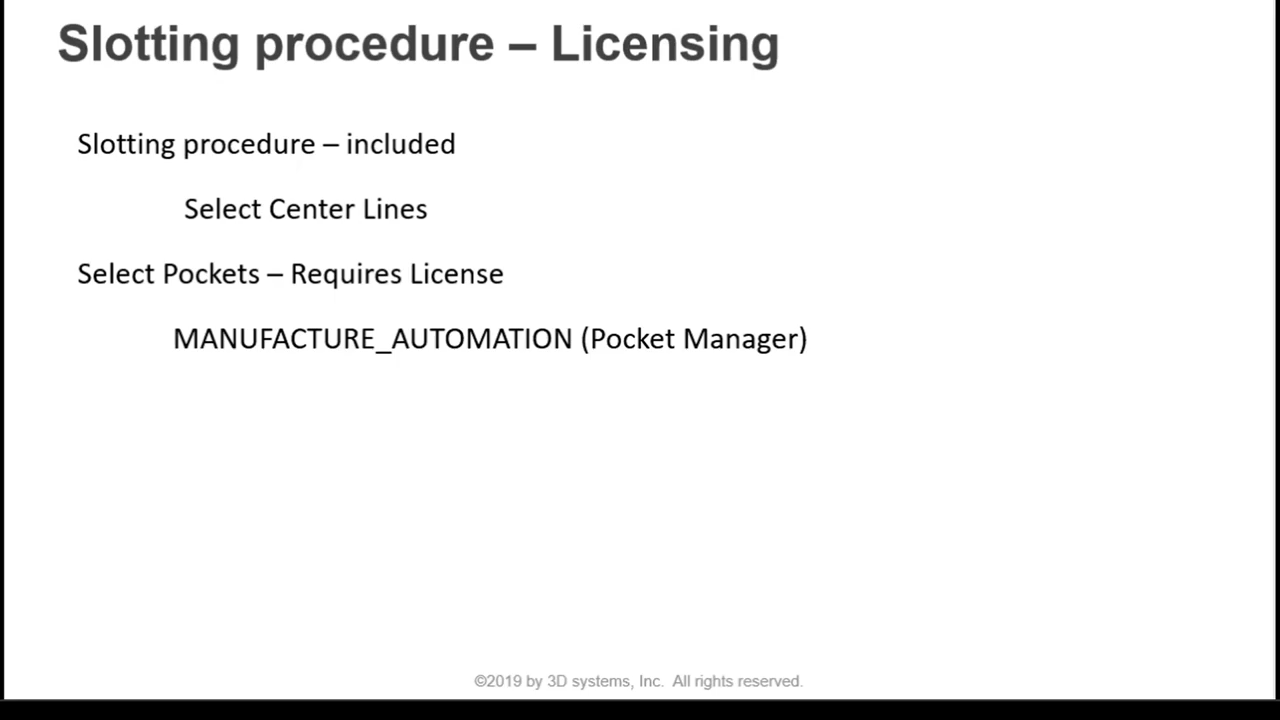 Slotting procedure – Licensing
Slotting procedure – included
Select Center Lines
Select Pockets – Requires License
MANUFACTURE_AUTOMATION (Pocket Manager)
©2019 by 3D systems, Inc. All rights reserved.